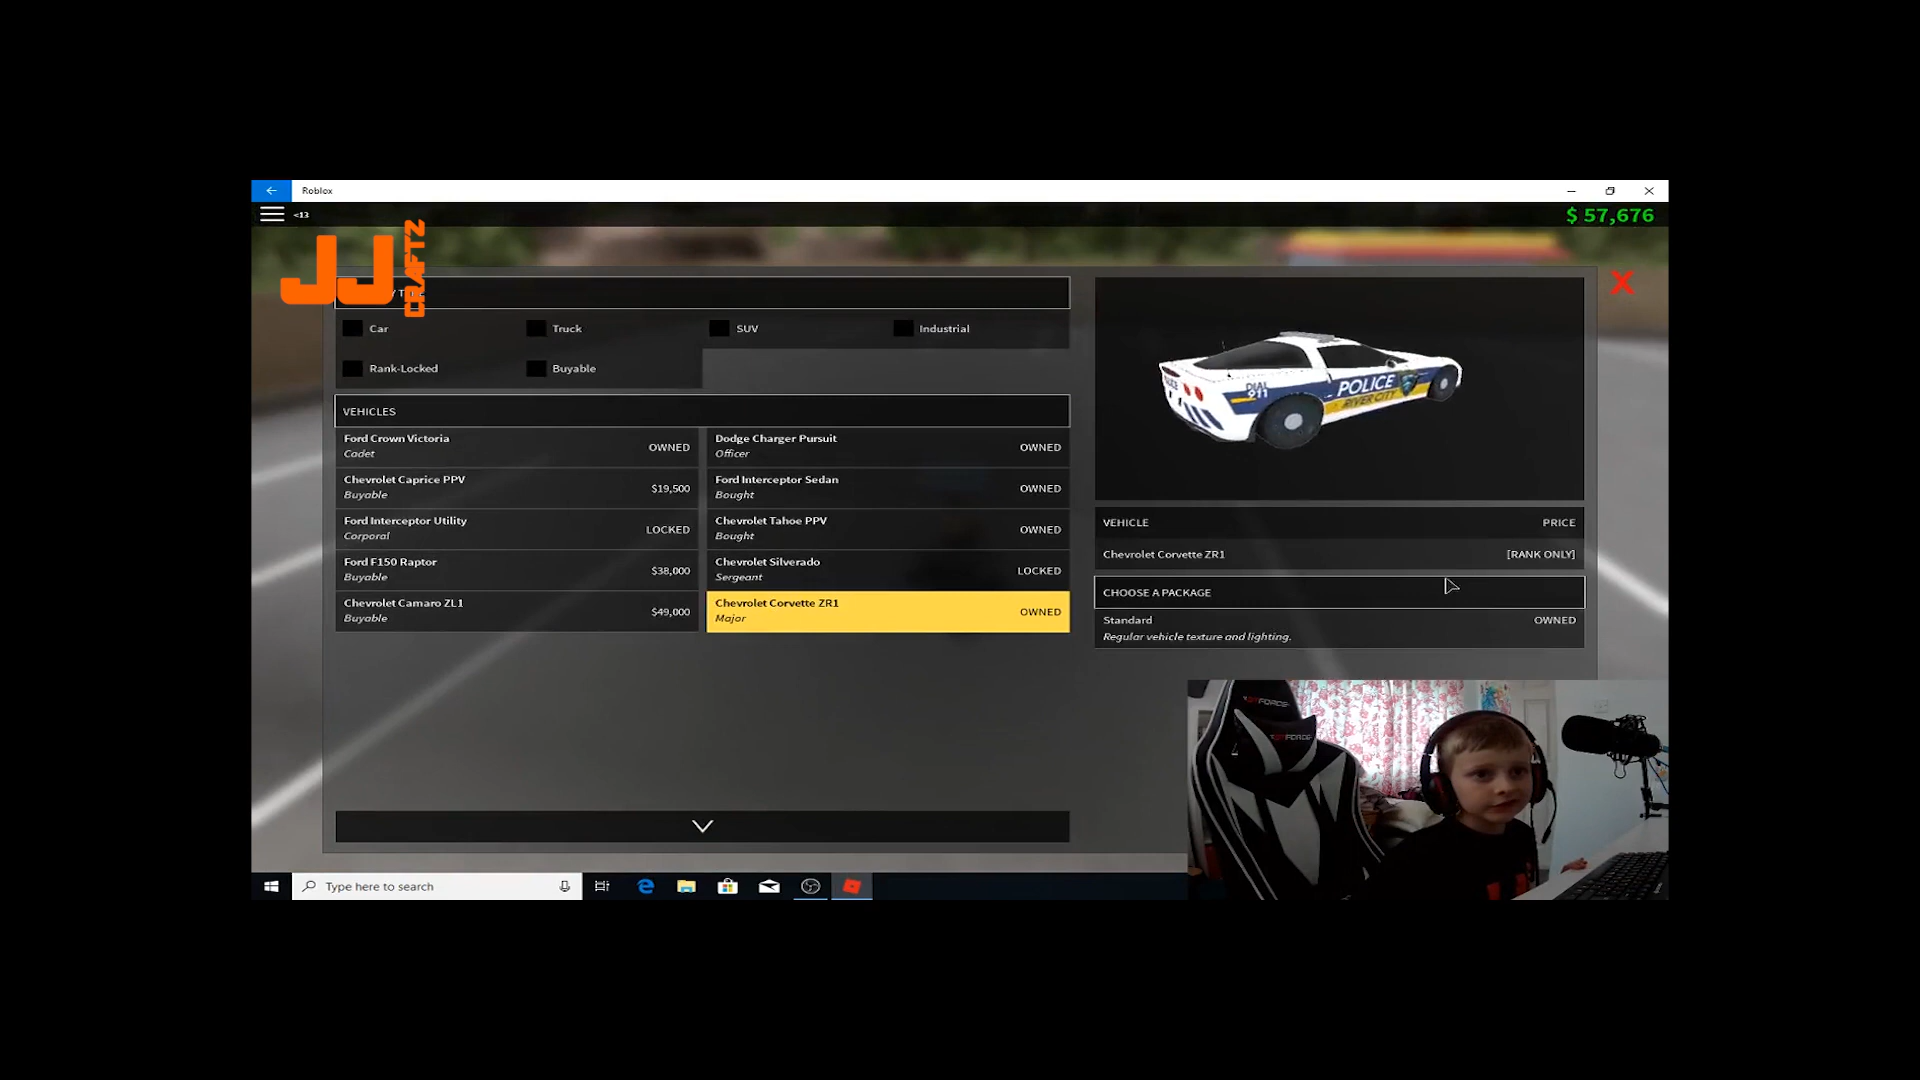 Roblox
<13
$ 57,676
JJ CRAFTZ
Car
Truck
SUV
Industrial
Rank-Locked
Buyable
VEHICLES
Ford Crown Victoria
Cadet
OWNED
Dodge Charger Pursuit
Officer
OWNED
Chevrolet Caprice PPV
Buyable
$19,500
Ford Interceptor Sedan
Bought
OWNED
Ford Interceptor Utility
Corporal
LOCKED
Chevrolet Tahoe PPV
Bought
OWNED
Ford F150 Raptor
Buyable
$38,000
Chevrolet Silverado
Sergeant
LOCKED
Chevrolet Camaro ZL1
Buyable
$49,000
Chevrolet Corvette ZR1
Major
OWNED
X
DIAL
911
POLICE
RIVER CITY
VEHICLE
PRICE
Chevrolet Corvette ZR1
[RANK ONLY]
CHOOSE A PACKAGE
Standard
OWNED
Regular vehicle texture and lighting.
Type here to search